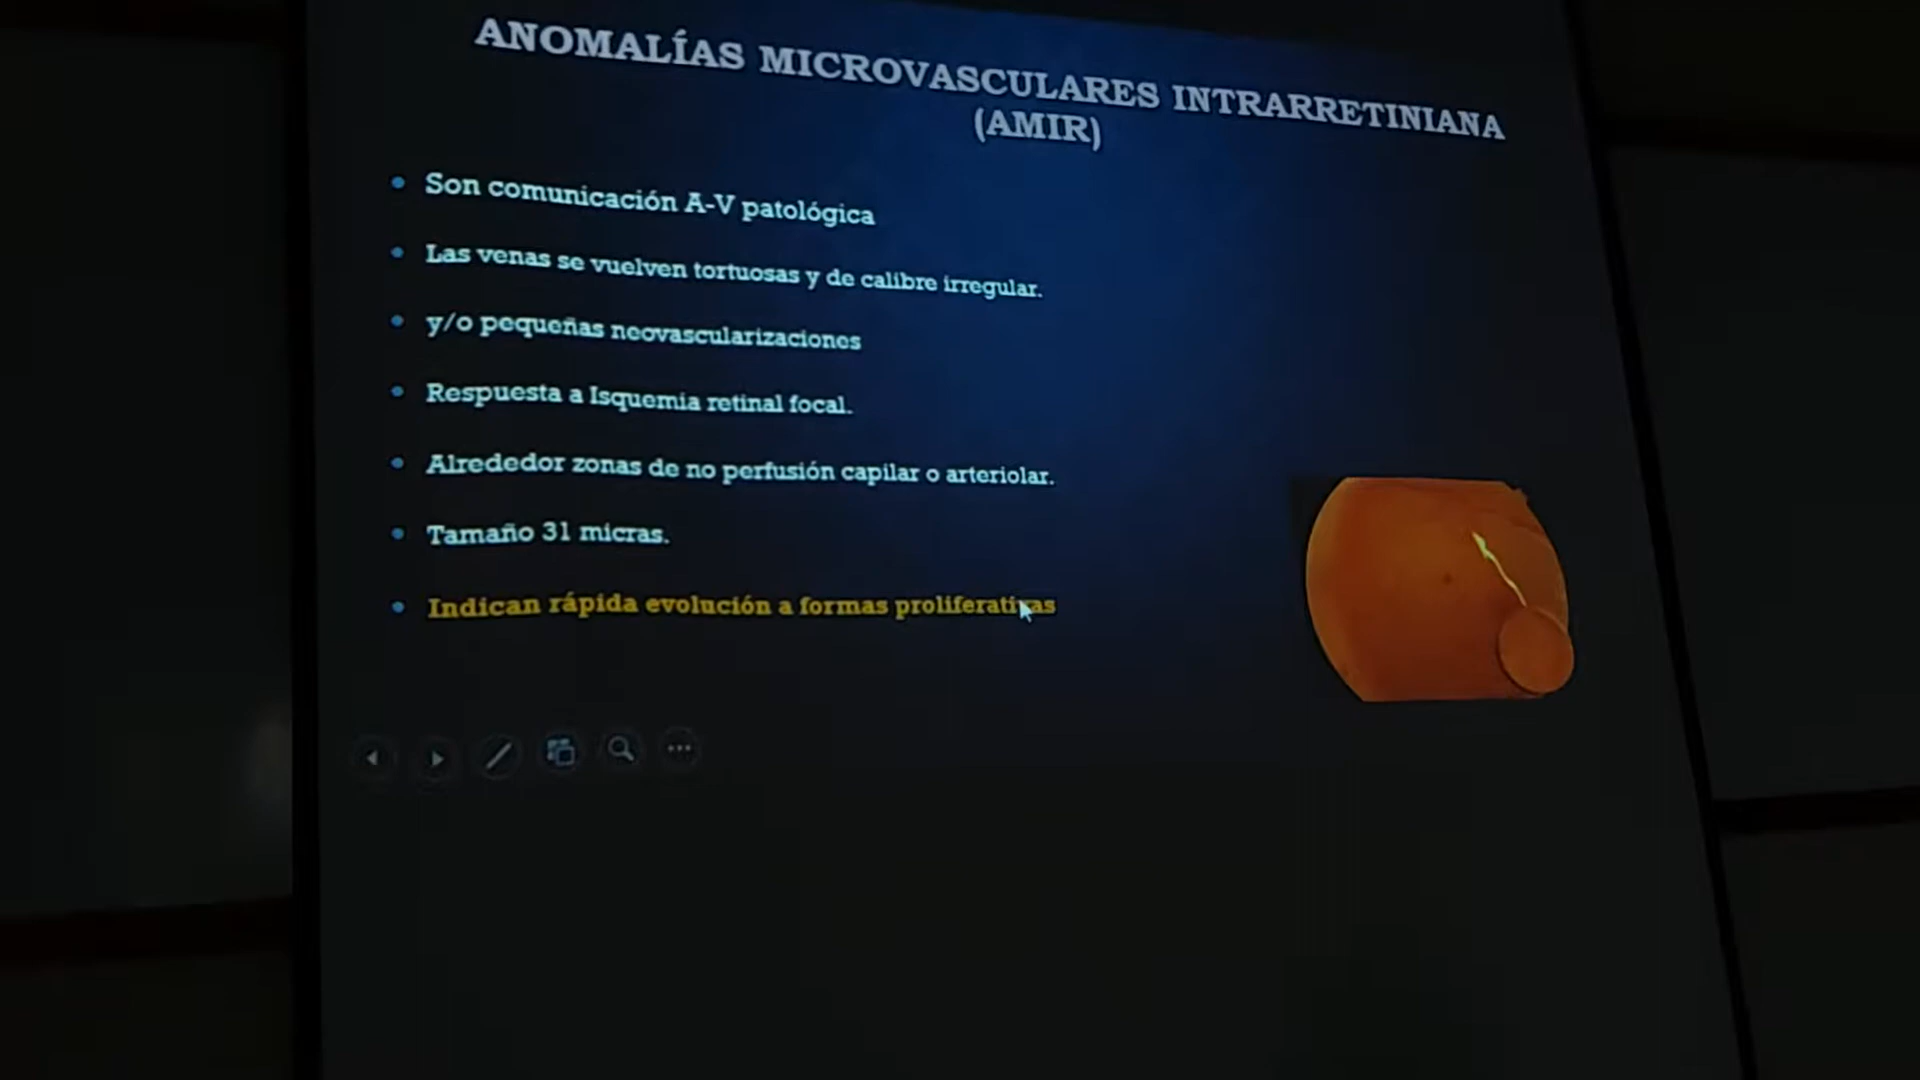 ANOMALÍAS MICROVASCULARES INTRARRETINIANA
(AMIR)
Son comunicación A-V patológica
Las venas se vuelven tortuosas y de calibre irregular.
y/o pequeñas neovascularizaciones
Respuesta a Isquemia retinal focal.
Alrededor zonas de no perfusión capilar o arteriolar.
Tamaño 31 micras.
Indican rápida evolución a formas proliferativas